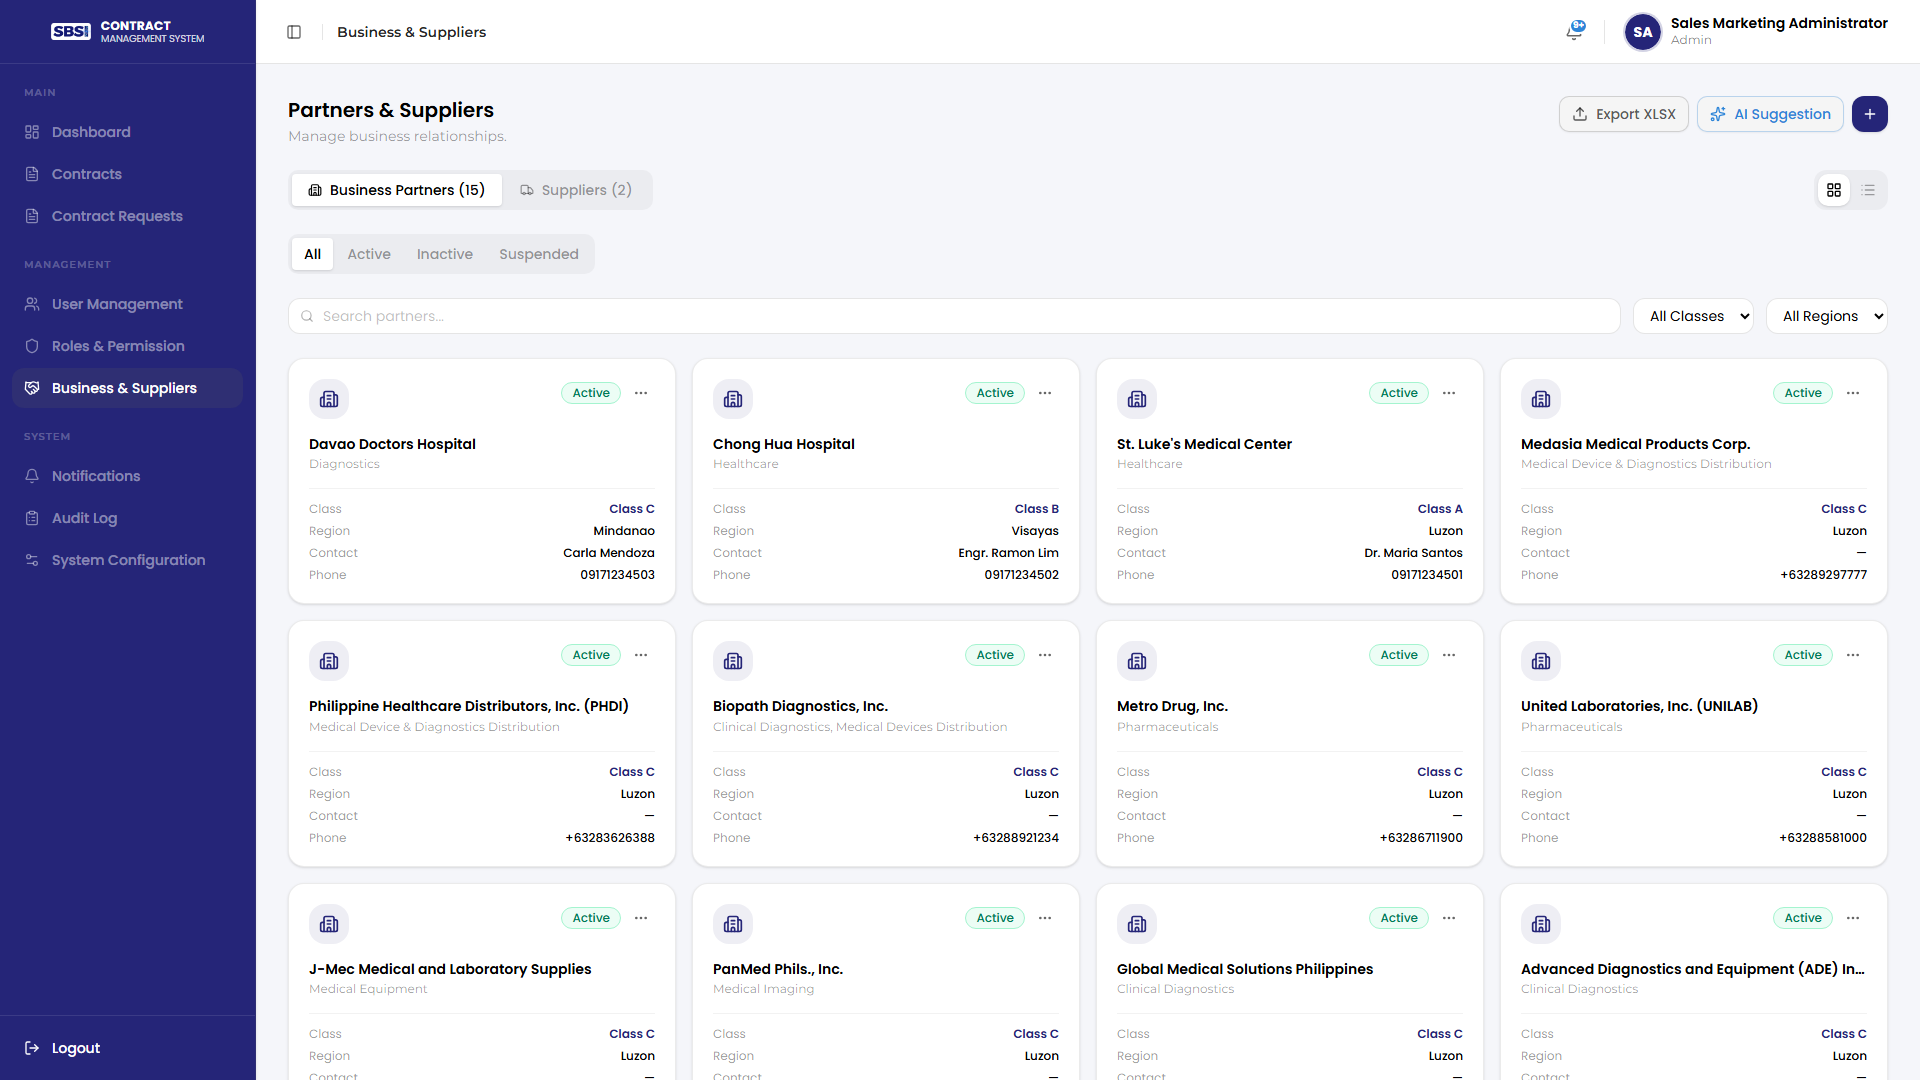 SBSI CONTRACT
MANAGEMENT SYSTEM
MAIN
Dashboard
Contracts
Contract Requests
MANAGEMENT
User Management
Roles & Permission
Business & Suppliers
SYSTEM
Notifications
Audit Log
System Configuration
Logout
Business & Suppliers
9+
SA
Sales Marketing Administrator
Admin
Partners & Suppliers
Manage business relationships.
Export XLSX
AI Suggestion
+
Business Partners (15)
Suppliers (2)
All
Active
Inactive
Suspended
Search partners...
All Classes
All Regions
Active
Davao Doctors Hospital
Diagnostics
Class Class C
Region Mindanao
Contact Carla Mendoza
Phone 09171234503
Active
Chong Hua Hospital
Healthcare
Class Class B
Region Visayas
Contact Engr. Ramon Lim
Phone 09171234502
Active
St. Luke's Medical Center
Healthcare
Class Class A
Region Luzon
Contact Dr. Maria Santos
Phone 09171234501
Active
Medasia Medical Products Corp.
Medical Device & Diagnostics Distribution
Class Class C
Region Luzon
Contact —
Phone +63289297777
Active
Philippine Healthcare Distributors, Inc. (PHDI)
Medical Device & Diagnostics Distribution
Class Class C
Region Luzon
Contact —
Phone +63283626388
Active
Biopath Diagnostics, Inc.
Clinical Diagnostics, Medical Devices Distribution
Class Class C
Region Luzon
Contact —
Phone +63288921234
Active
Metro Drug, Inc.
Pharmaceuticals
Class Class C
Region Luzon
Contact —
Phone +63286711900
Active
United Laboratories, Inc. (UNILAB)
Pharmaceuticals
Class Class C
Region Luzon
Contact —
Phone +63288581000
Active
J-Mec Medical and Laboratory Supplies
Medical Equipment
Class Class C
Region Luzon
Contact —
Active
PanMed Phils., Inc.
Medical Imaging
Class Class C
Region Luzon
Contact —
Active
Global Medical Solutions Philippines
Clinical Diagnostics
Class Class C
Region Luzon
Contact —
Active
Advanced Diagnostics and Equipment (ADE) In...
Clinical Diagnostics
Class Class C
Region Luzon
Contact —